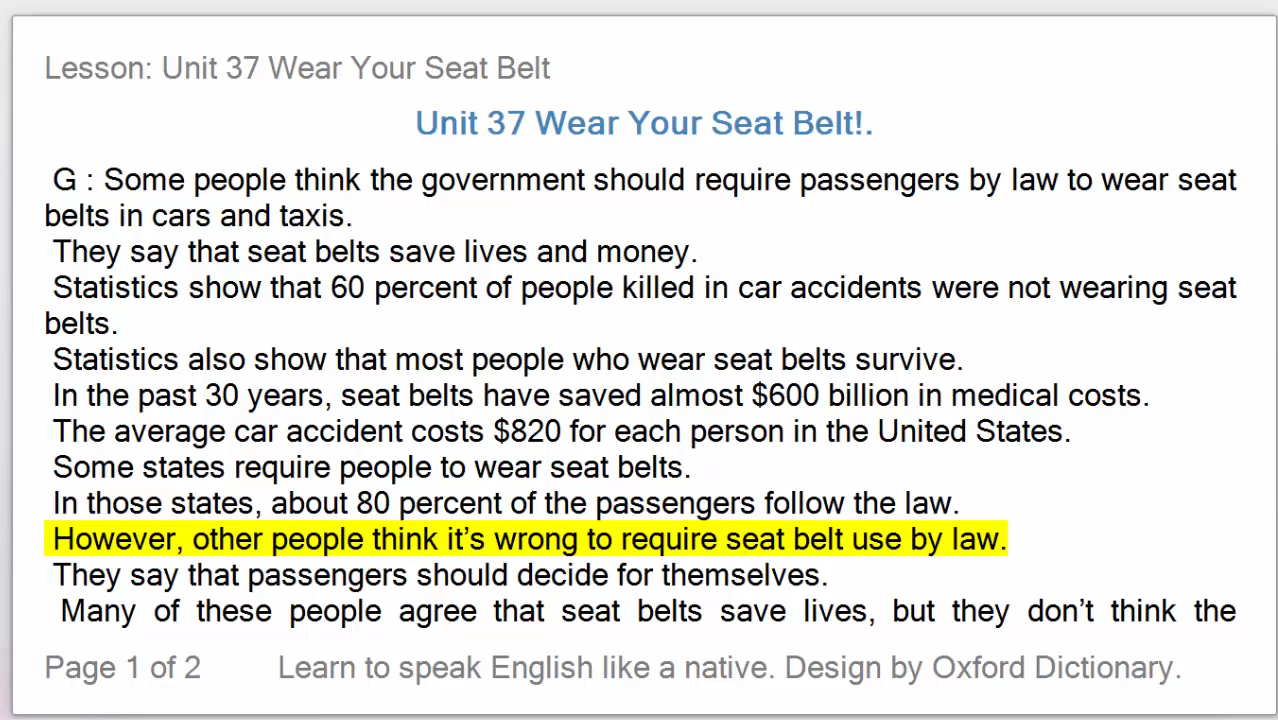 Lesson: Unit 37 Wear Your Seat Belt
Unit 37 Wear Your Seat Belt!.
G : Some people think the government should require passengers by law to wear seat
belts in cars and taxis.
They say that seat belts save lives and money.
Statistics show that 60 percent of people killed in car accidents were not wearing seat
belts.
Statistics also show that most people who wear seat belts survive.
In the past 30 years, seat belts have saved almost $600 billion in medical costs.
The average car accident costs $820 for each person in the United States.
Some states require people to wear seat belts.
In those states, about 80 percent of the passengers follow the law.
However, other people think it’s wrong to require seat belt use by law.
They say that passengers should decide for themselves.
Many of these people agree that seat belts save lives, but they don’t think the
Page 1 of 2 Learn to speak English like a native. Design by Oxford Dictionary.